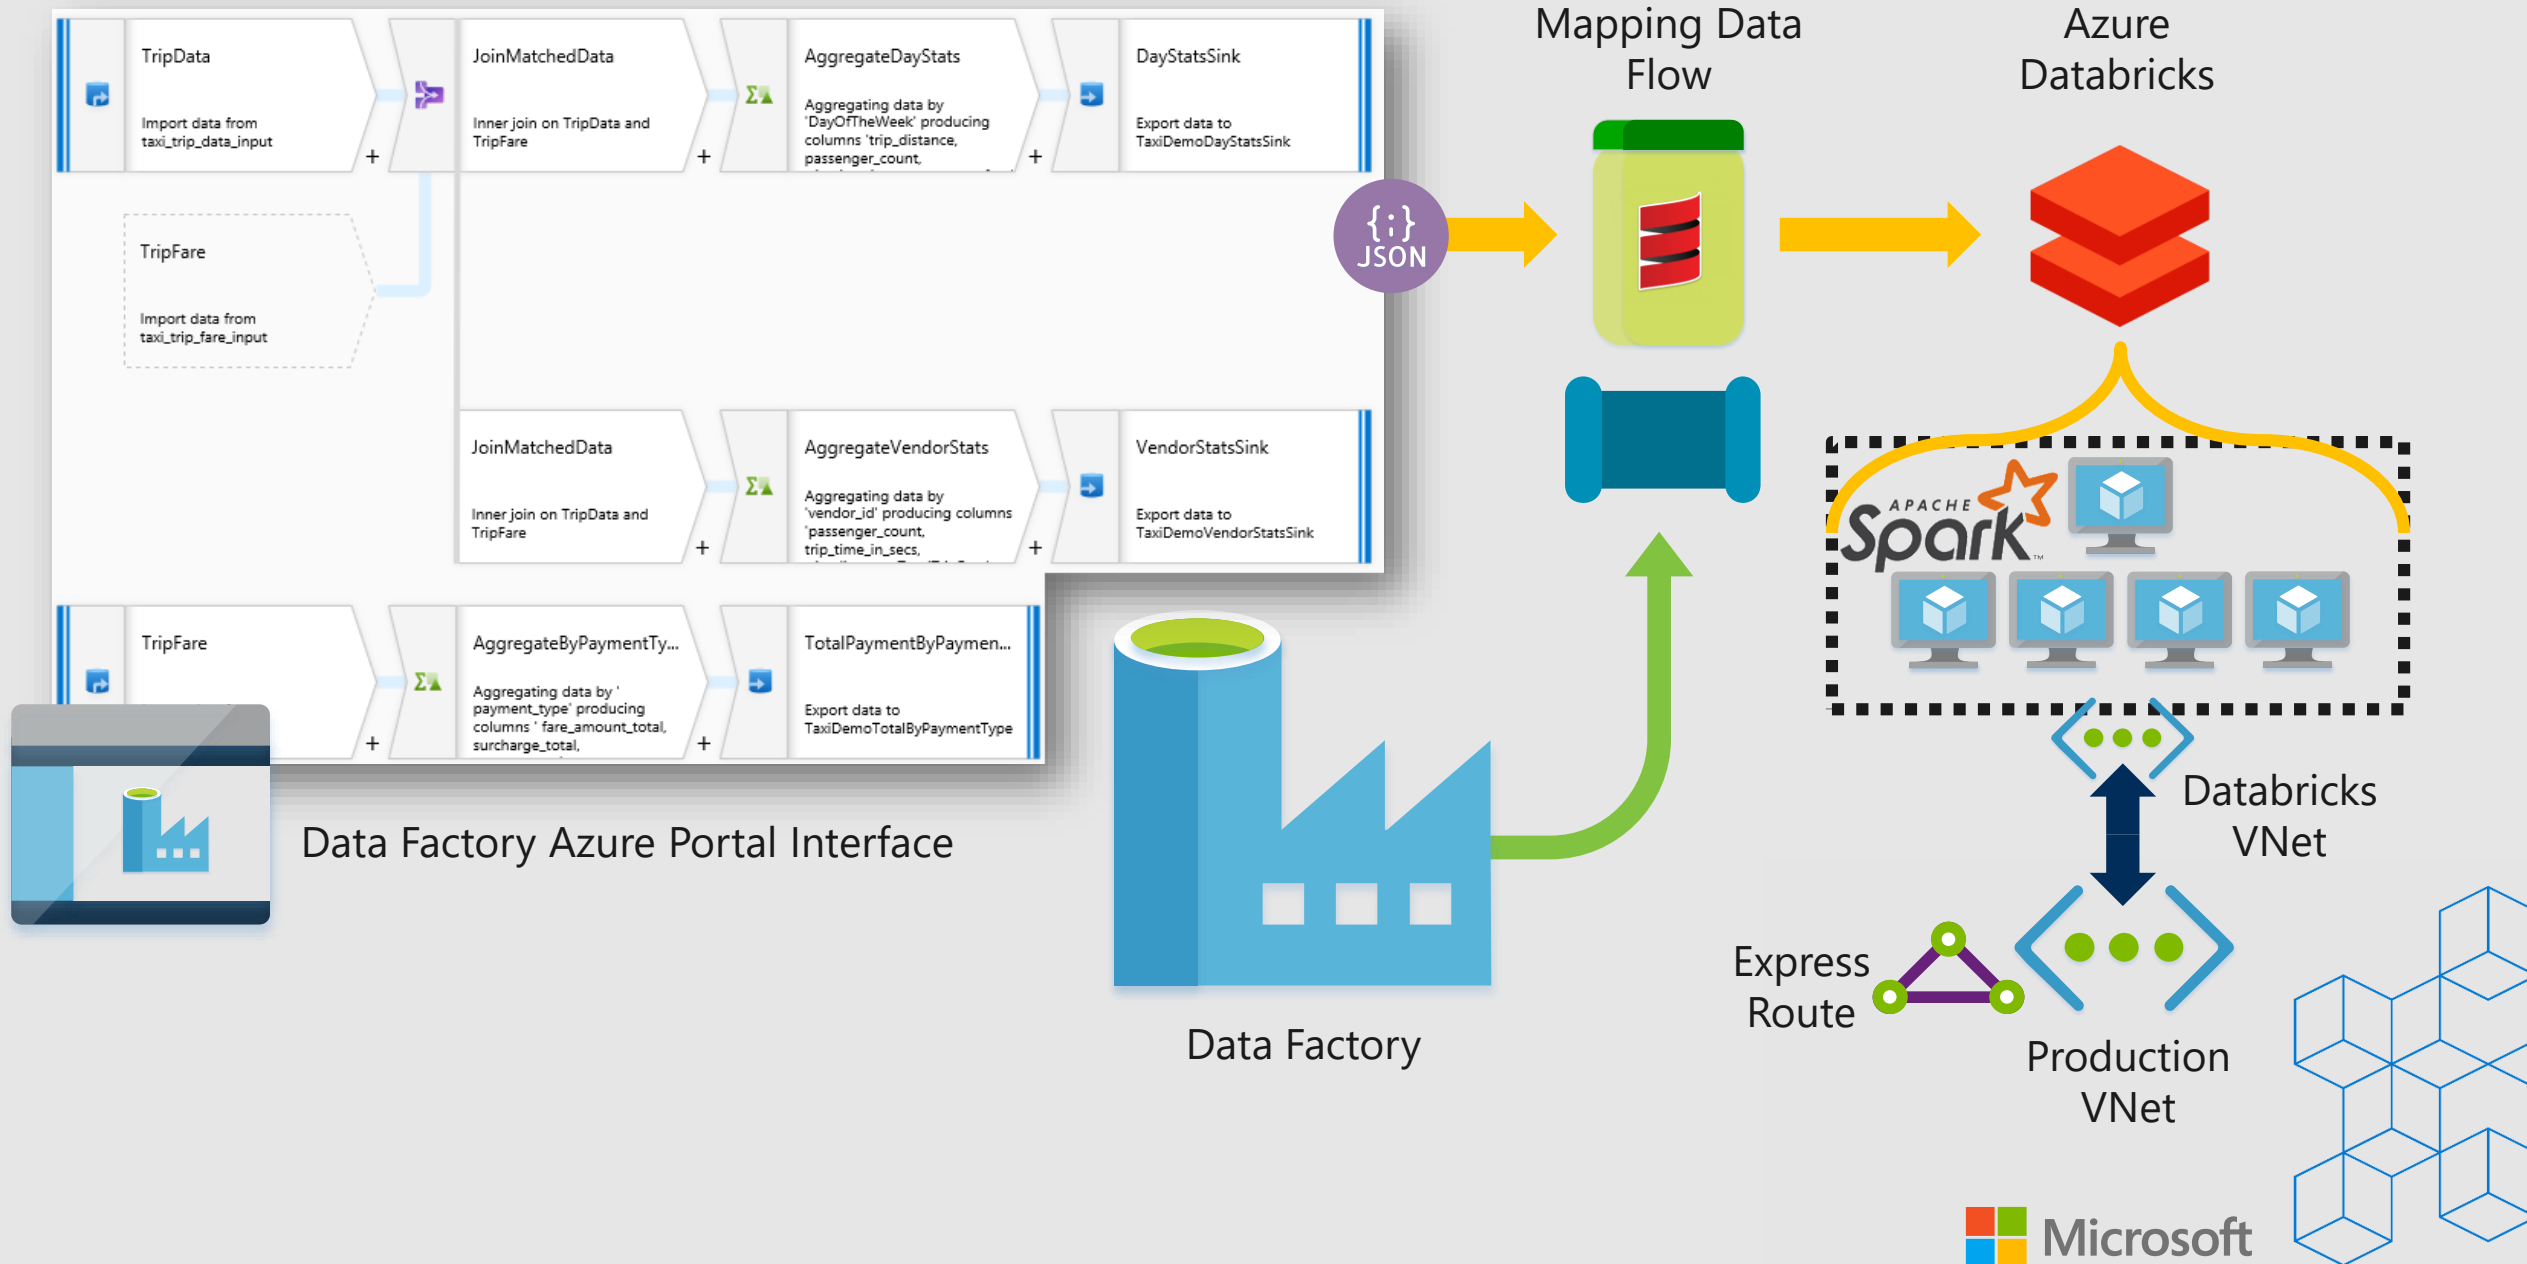 TripData
Import data from
taxi_trip_data_input
+
JoinMatchedData
Inner join on TripData and
TripFare
+
AggregateDayStats
Aggregating data by
'DayOfTheWeek' producing
columns 'trip_distance,
passenger_count,
+
DayStatsSink
Export data to
TaxiDemoDayStatsSink
TripFare
Import data from
taxi_trip_fare_input
JoinMatchedData
Inner join on TripData and
TripFare
+
AggregateVendorStats
Aggregating data by
'vendor_id' producing columns
'passenger_count,
trip_time_in_secs,
+
VendorStatsSink
Export data to
TaxiDemoVendorStatsSink
TripFare
+
AggregateByPaymentTy...
Aggregating data by '
payment_type' producing
columns ' fare_amount_total,
surcharge_total,
+
TotalPaymentByPaymen...
Export data to
TaxiDemoTotalByPaymentType
Data Factory Azure Portal Interface
{;}
JSON
Mapping Data
Flow
Azure
Databricks
APACHE
Spark
TM
Databricks
VNet
Data Factory
Express
Route
Production
VNet
Microsoft